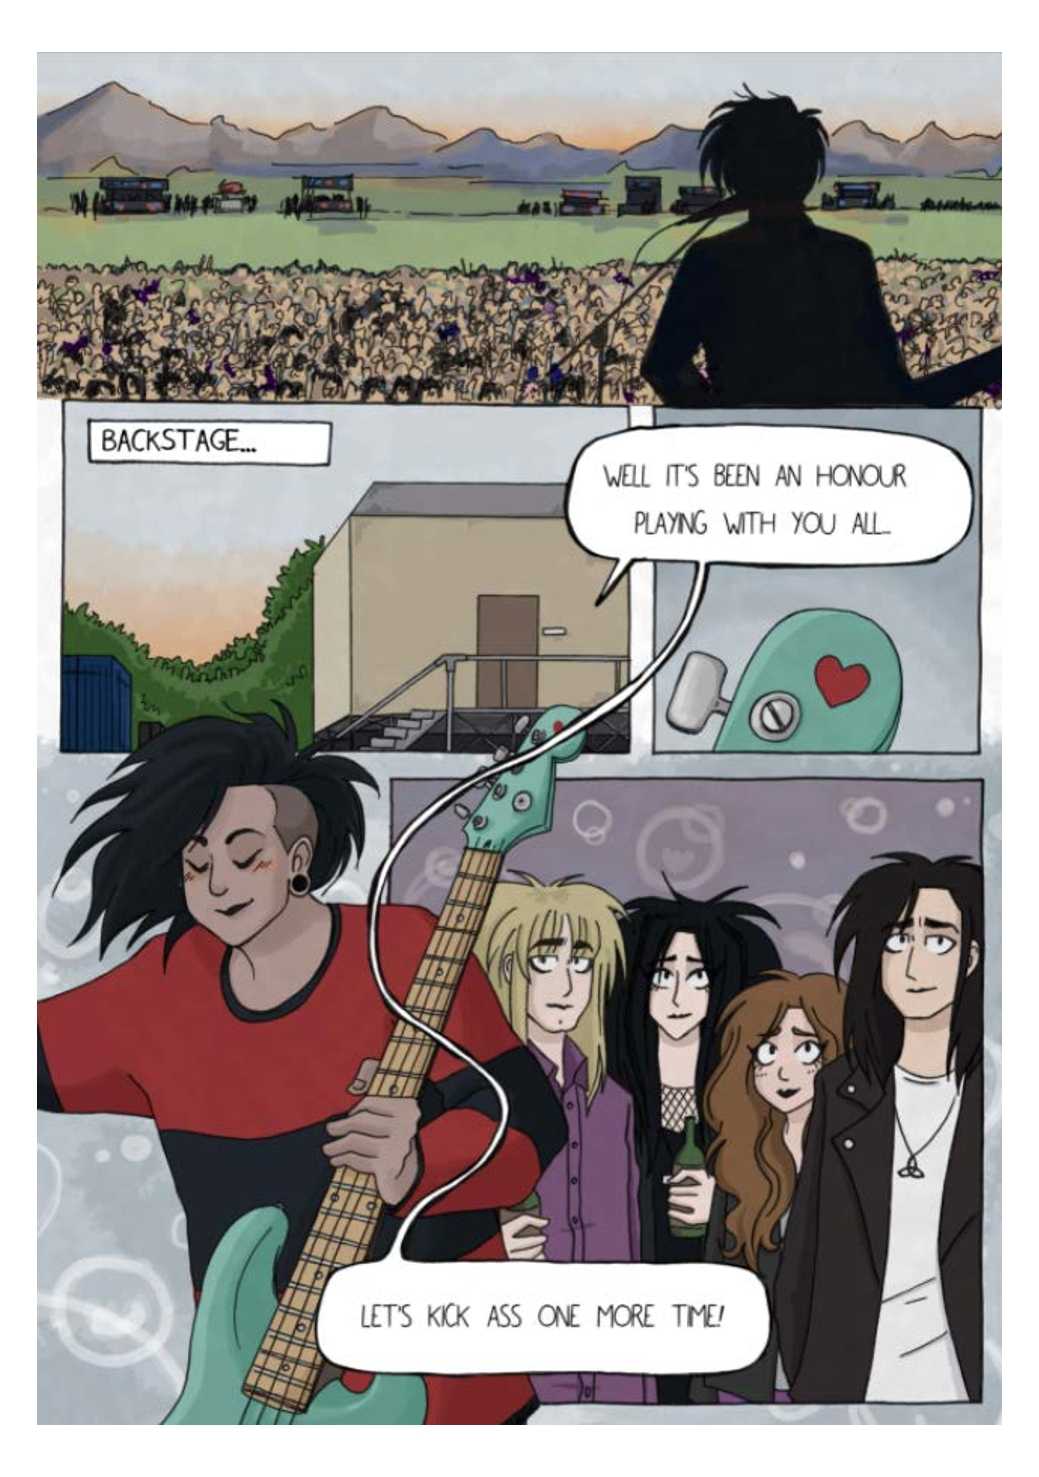 BACKSTAGE...
WELL IT'S BEEN AN HONOUR
PLAYING WITH YOU ALL...
LET'S KICK ASS ONE MORE TIME!